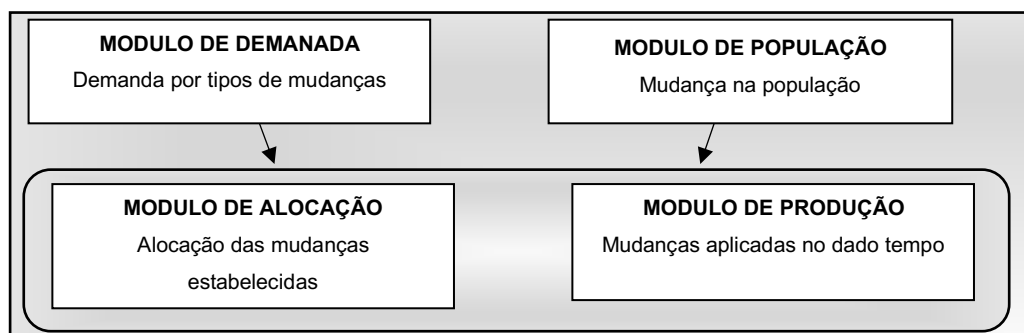 MODULO DE DEMANADA
Demanda por tipos de mudanças
MODULO DE POPULAÇÃO
Mudança na população
MODULO DE ALOCAÇÃO
Alocação das mudanças
estabelecidas
MODULO DE PRODUÇÃO
Mudanças aplicadas no dado tempo